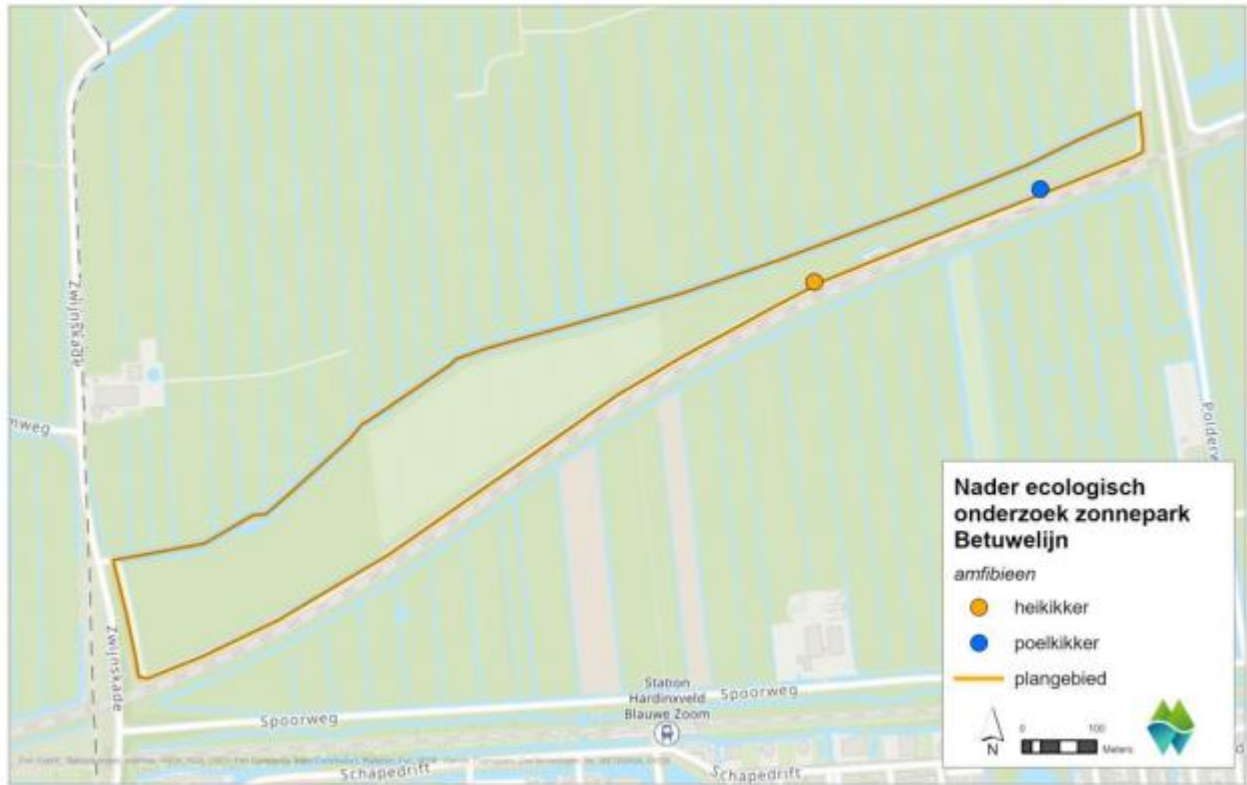 Zwijnskade
nweg
Zwijnskade
Polderw
Station
Hardinxveld
Blauwe Zoom
Spoorweg
Spoorweg
Schapedrift
Schapedrift
Nader ecologisch
onderzoek zonnepark
Betuwelijn
amfibieen
heikikker
poelkikker
plangebied
N
0 100
Meters